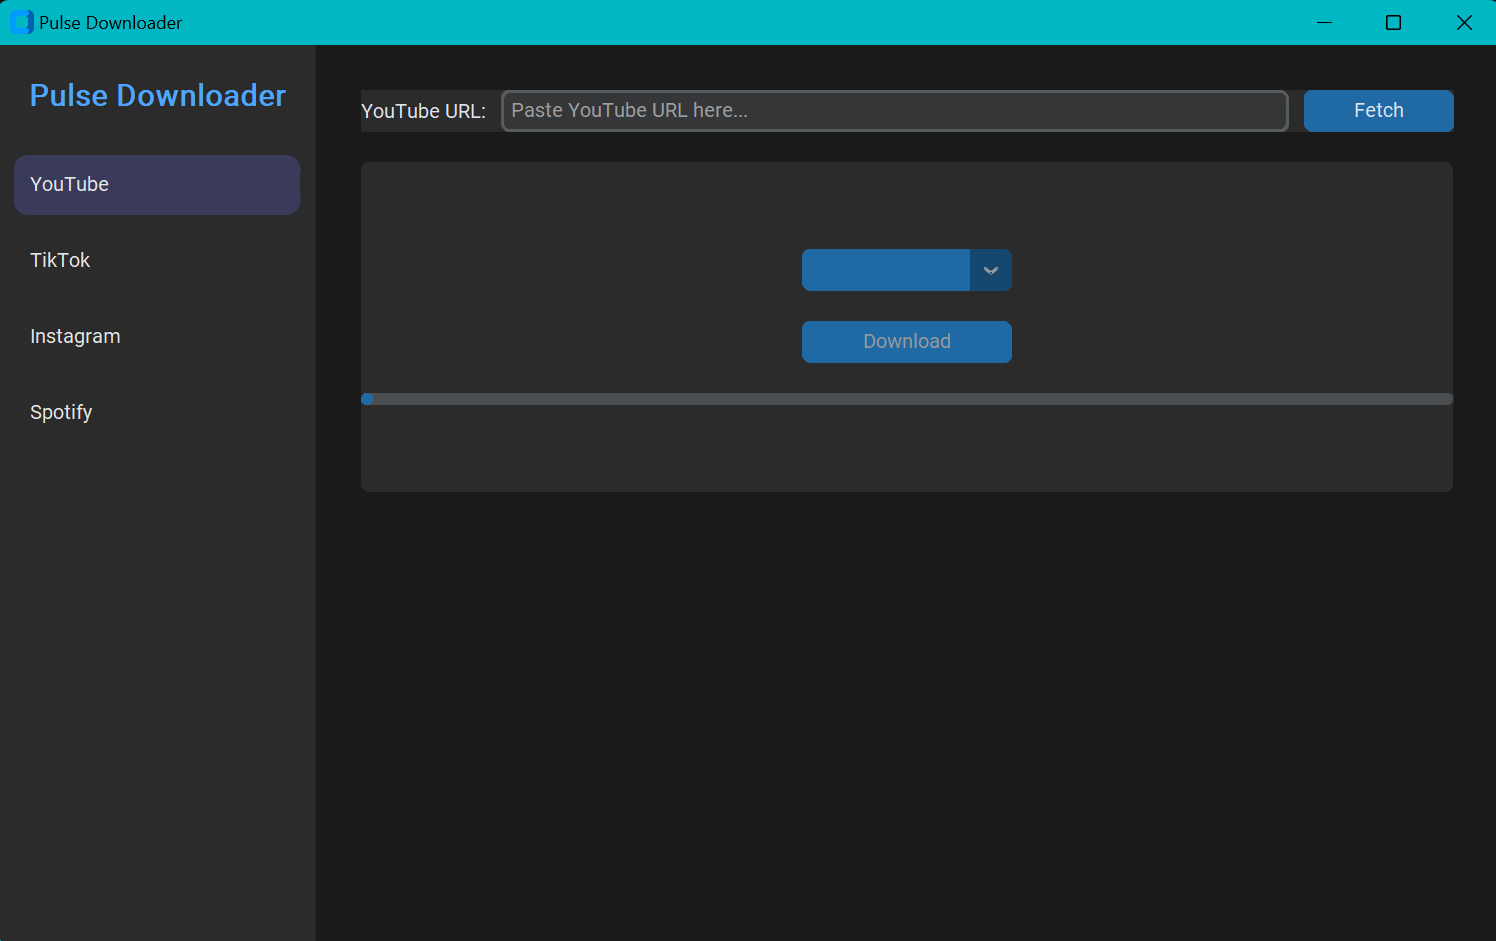 Pulse Downloader
Pulse Downloader
YouTube
TikTok
Instagram
Spotify
YouTube URL: Paste YouTube URL here... Fetch
Download